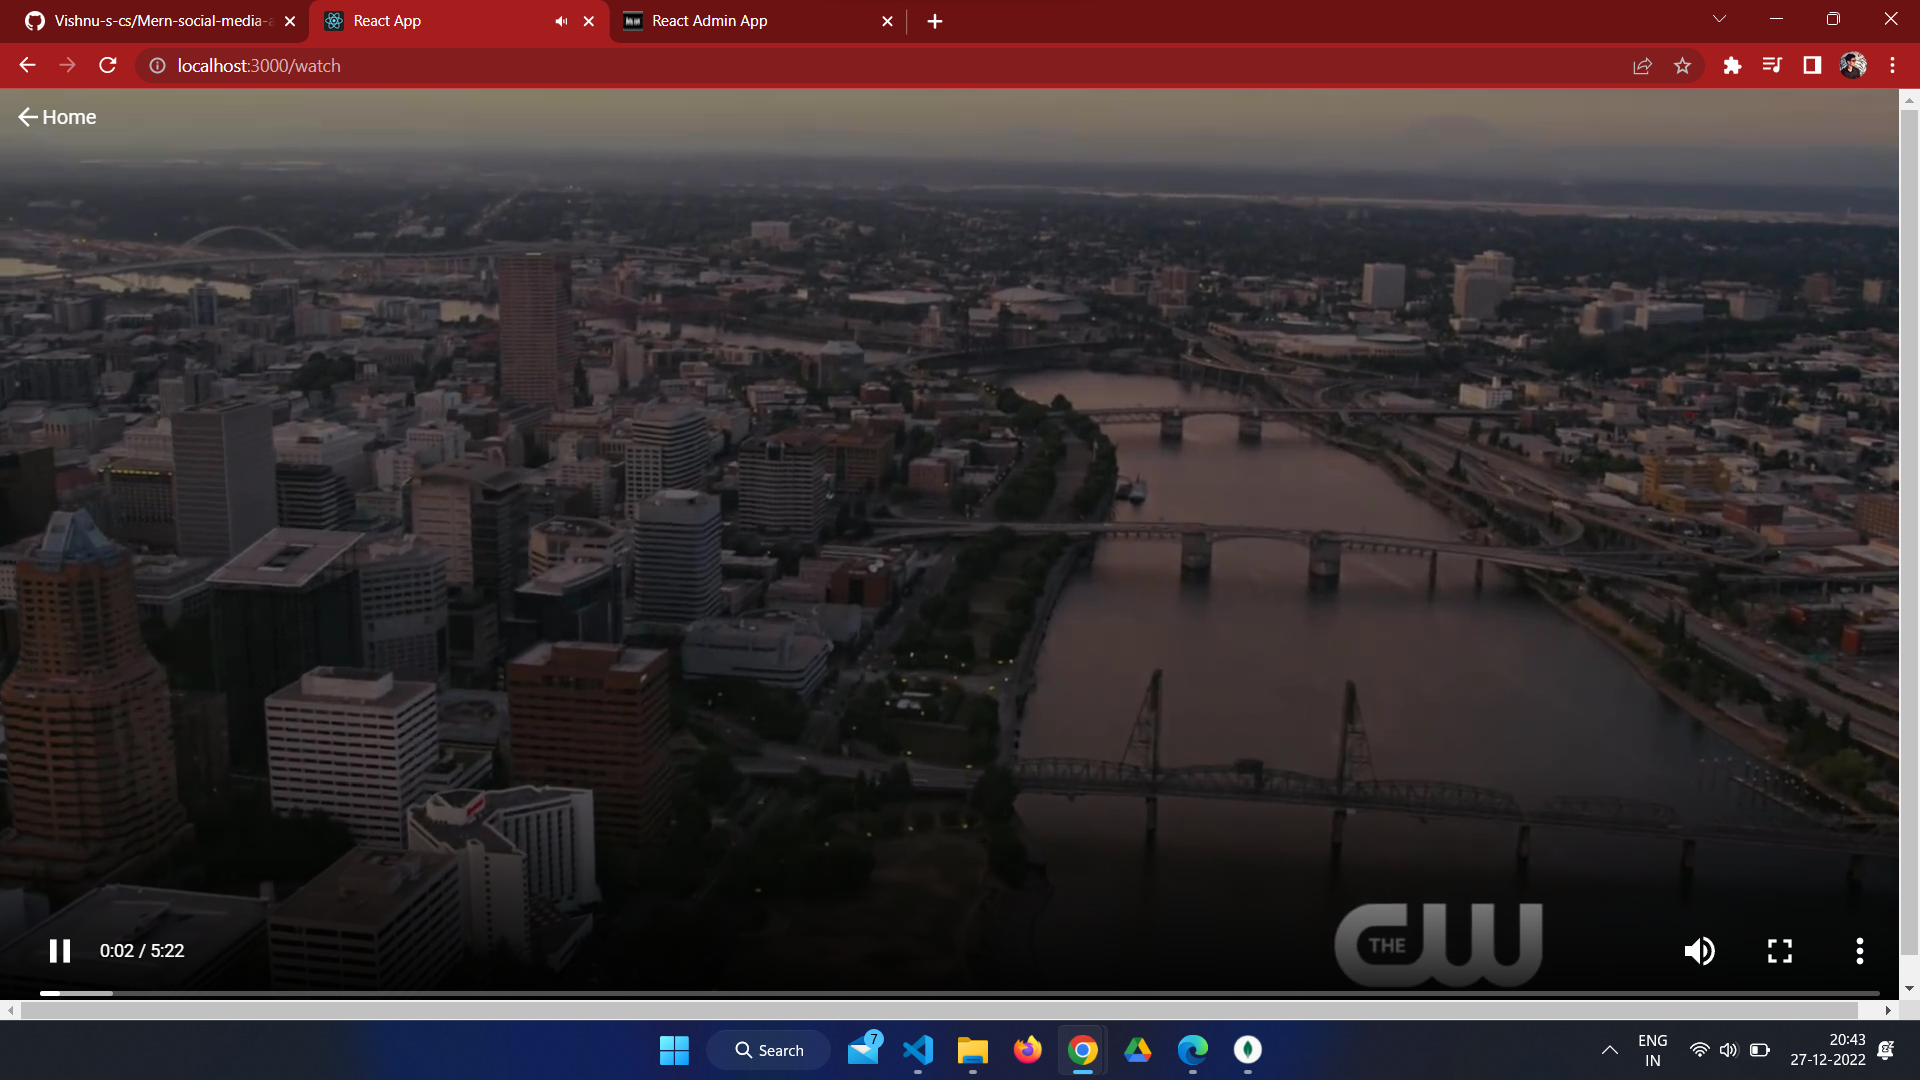 Vishnu-s-cs/Mern-social-media-a
React App
React Admin App
localhost:3000/watch
Home
0:02 / 5:22
THE CW
Search
7
ENG
IN
20:43
27-12-2022